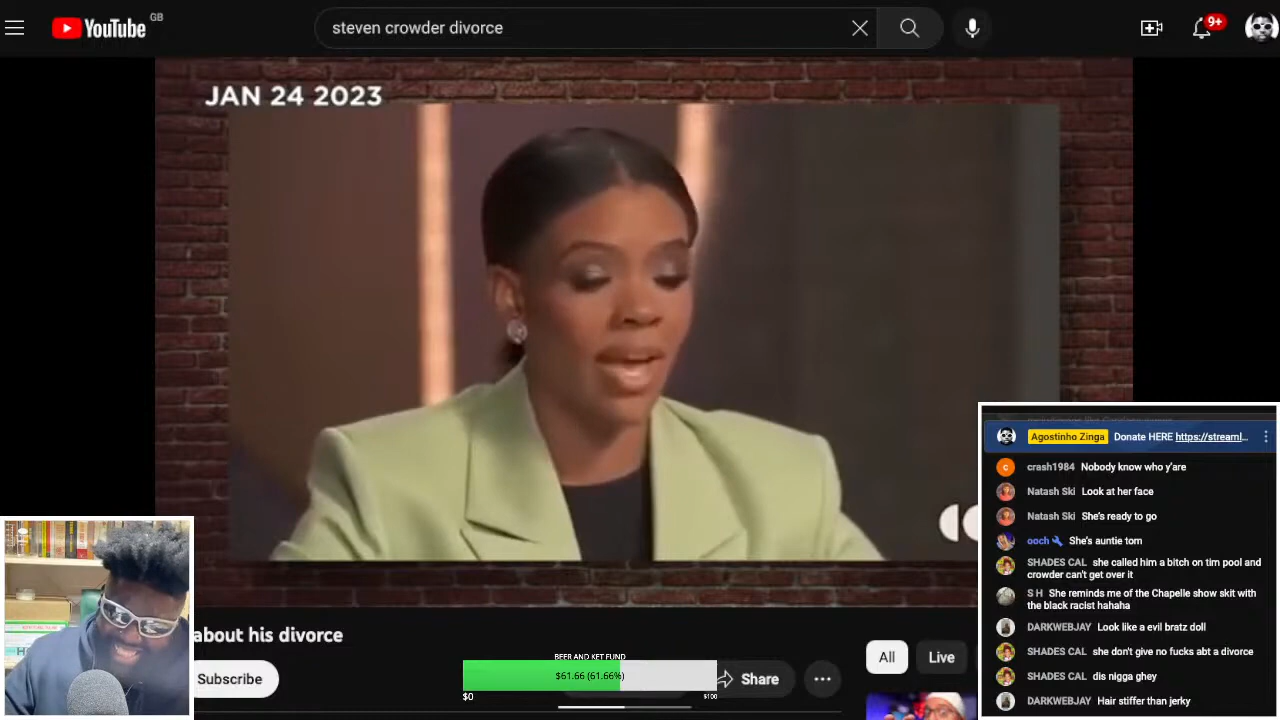 YouTube GB
steven crowder divorce
9+
JAN 24 2023
Agostinho Zinga Donate HERE https://streaml...
crash1984 Nobody know who y'are
Natash Ski Look at her face
Natash Ski She's ready to go
ooch She's auntie tom
SHADES CAL she called him a bitch on tim pool and
crowder can't get over it
S H She reminds me of the Chapelle show skit with
the black racist hahaha
DARKWEBJAY Look like a evil bratz doll
SHADES CAL she don't give no fucks abt a divorce
SHADES CAL dis nigga ghey
DARKWEBJAY Hair stiffer than jerky
about his divorce
Subscribe
BEER AND KET FUND
$61.66 (61.66%)
$0
$100
Share
All
Live